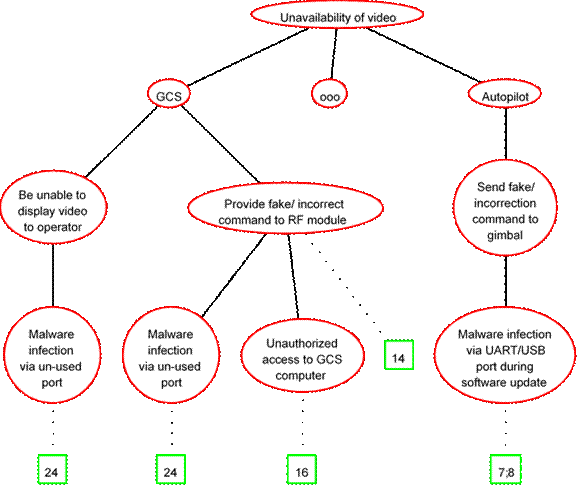 Unavailability of video
GCS
ooo
Autopilot
Be unable to
display video
to operator
Provide fake/ incorrect
command to RF module
Send fake/
incorrection
command to
gimbal
Malware
infection
via un-used
port
Malware
infection
via un-used
port
Unauthorized
access to GCS
computer
14
Malware infection
via UART/USB
port during
software update
24
24
16
7;8